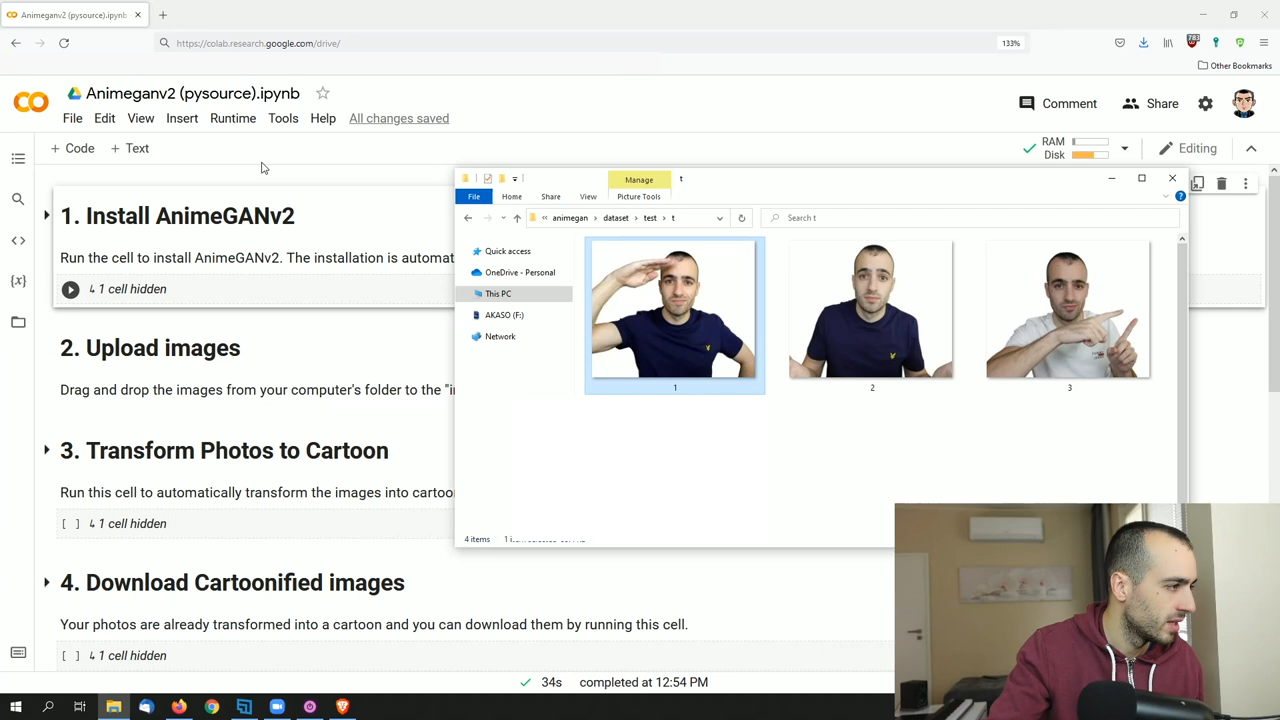 Animeganv2 (pysource).ipynb
https://colab.research.google.com/drive/
133%
783
Other Bookmarks
Animeganv2 (pysource).ipynb
Comment
Share
File Edit View Insert Runtime Tools Help All changes saved
+ Code + Text
RAM
Disk
Editing
1. Install AnimeGANv2
Run the cell to install AnimeGANv2. The installation is automat
↳ 1 cell hidden
2. Upload images
Drag and drop the images from your computer's folder to the "i
3. Transform Photos to Cartoon
Run this cell to automatically transform the images into cartoo
[ ] ↳ 1 cell hidden
4. Download Cartoonified images
Your photos are already transformed into a cartoon and you can download them by running this cell.
[ ] ↳ 1 cell hidden
34s completed at 12:54 PM
Manage
t
File Home Share View Picture Tools
« animegan › dataset › test › t
Search t
Quick access
OneDrive - Personal
This PC
AKASO (F:)
Network
1
2
3
4 items